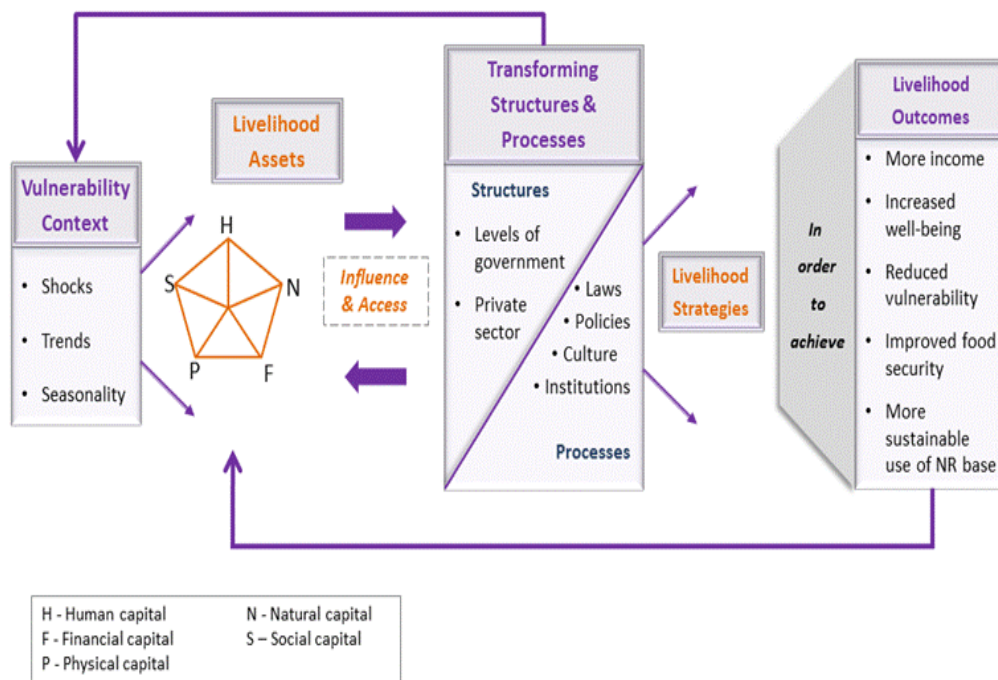 Vulnerability
Context
• Shocks
• Trends
• Seasonality
Livelihood
Assets
H
S
N
P
F
Influence
& Access
Transforming
Structures &
Processes
Structures
• Levels of
government
• Private
sector
• Laws
• Policies
• Culture
• Institutions
Processes
Livelihood
Strategies
In
order
to
achieve
Livelihood
Outcomes
• More income
• Increased
well-being
• Reduced
vulnerability
• Improved food
security
• More
sustainable
use of NR base
H - Human capital
N - Natural capital
F - Financial capital
S – Social capital
P - Physical capital